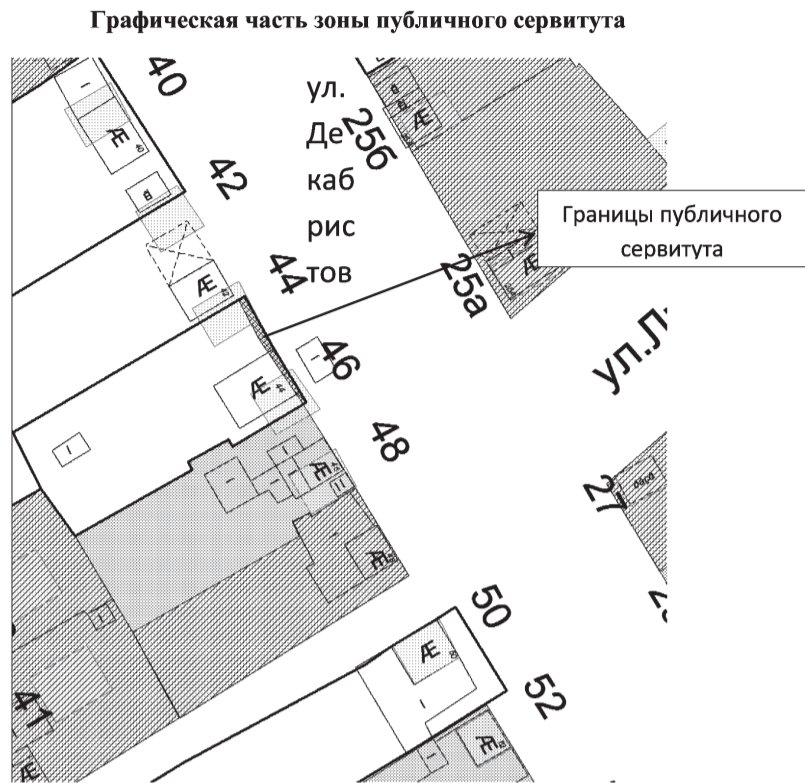 Графическая часть зоны публичного сервитута
40
ул.
Де
каб
рис
тов
25б
42
Границы публичного
сервитута
44
25а
46
ул.Л
48
27
50
52
41
Æ
Æ
Æ
Æ
Æ
Æ
Æ
Æ
Æ
Æ